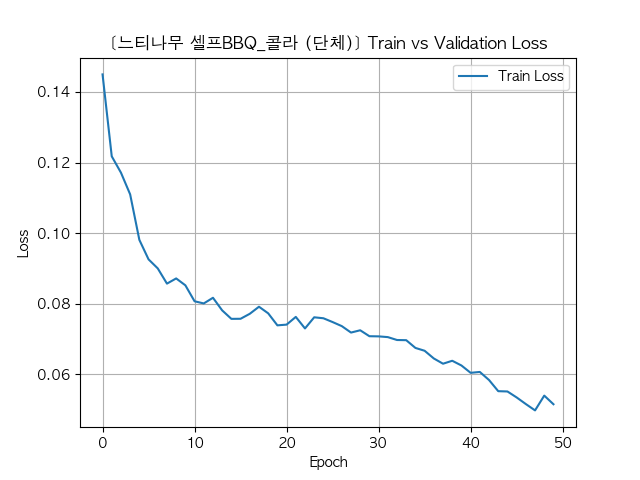 [느티나무 셀프BBQ_콜라 (단체)] Train vs Validation Loss
Train Loss
Loss
0.14
0.12
0.10
0.08
0.06
0 10 20 30 40 50
Epoch